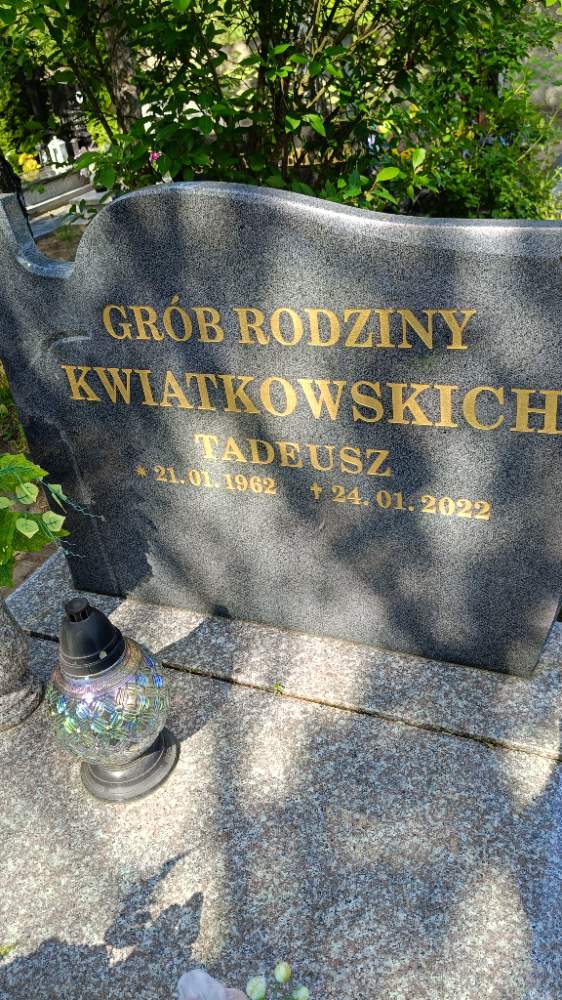 GRÓB RODZINY
KWIATKOWSKICH
TADEUSZ
* 21.01.1962 † 24.01.2022